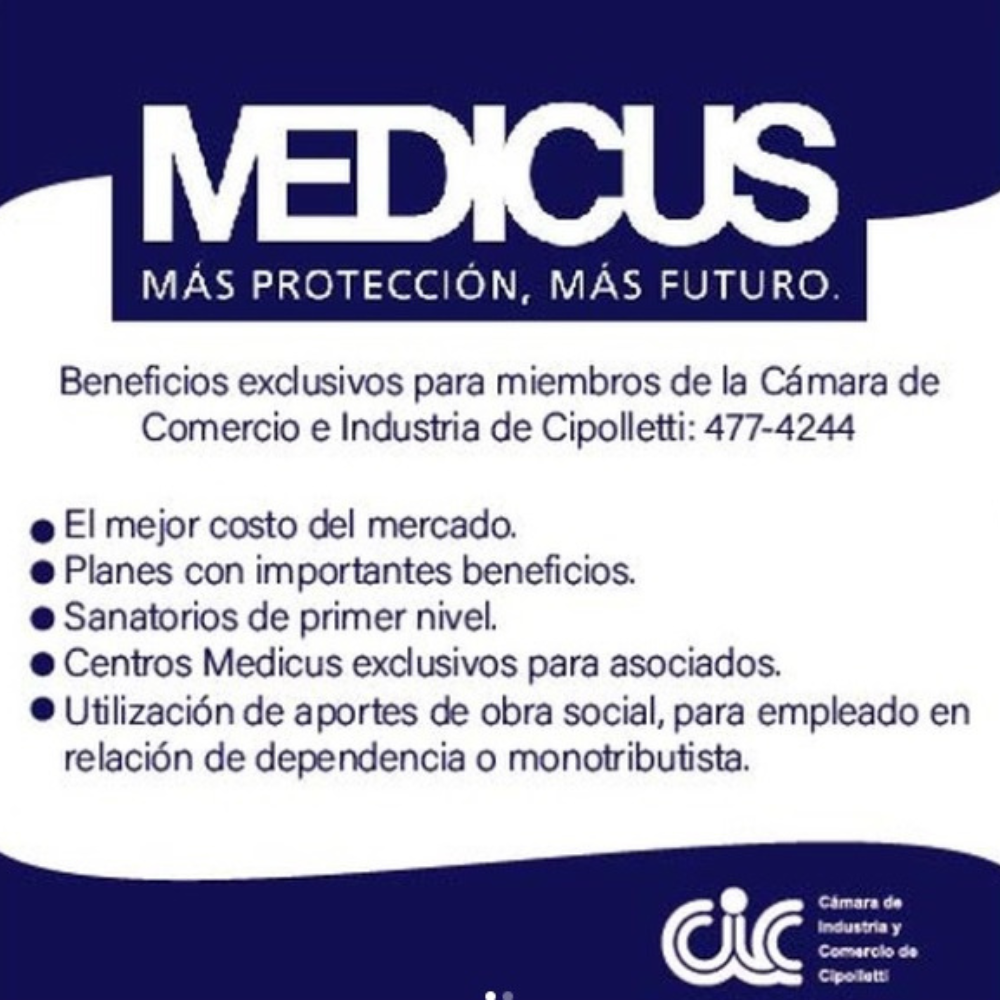 MEDICUS
MÁS PROTECCIÓN, MÁS FUTURO.
Beneficios exclusivos para miembros de la Cámara de
Comercio e Industria de Cipolletti: 477-4244
El mejor costo del mercado.
Planes con importantes beneficios.
Sanatorios de primer nivel.
Centros Medicus exclusivos para asociados.
Utilización de aportes de obra social, para empleado en
relación de dependencia o monotributista.
cic
Cámara de
Industria y
Comercio de
Cipolletti